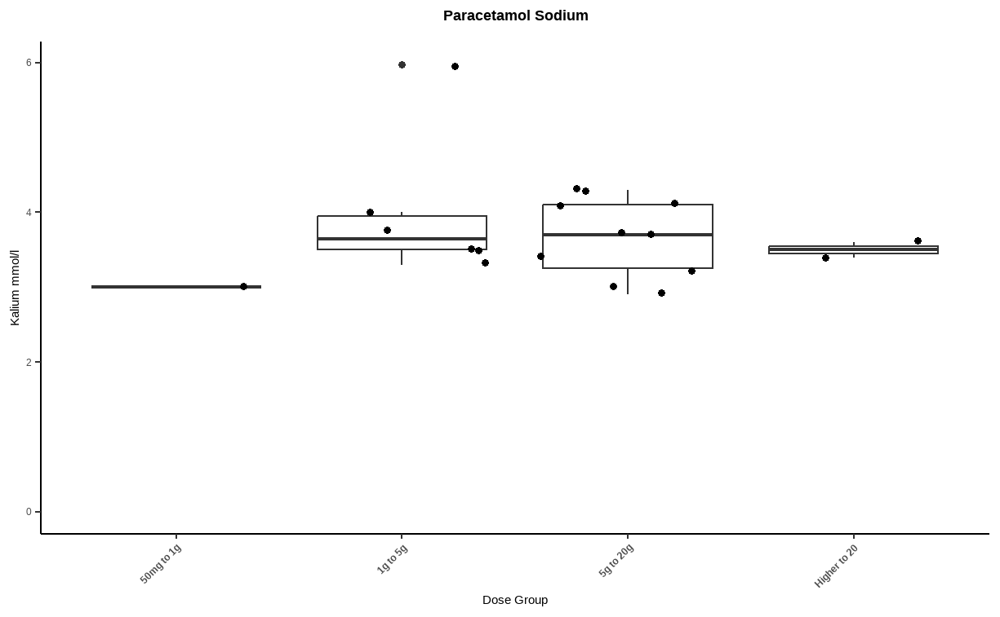 Paracetamol Sodium
6
4
2
0
Kalium mmol/l
50mg to 1g
1g to 5g
5g to 20g
Higher to 20
Dose Group